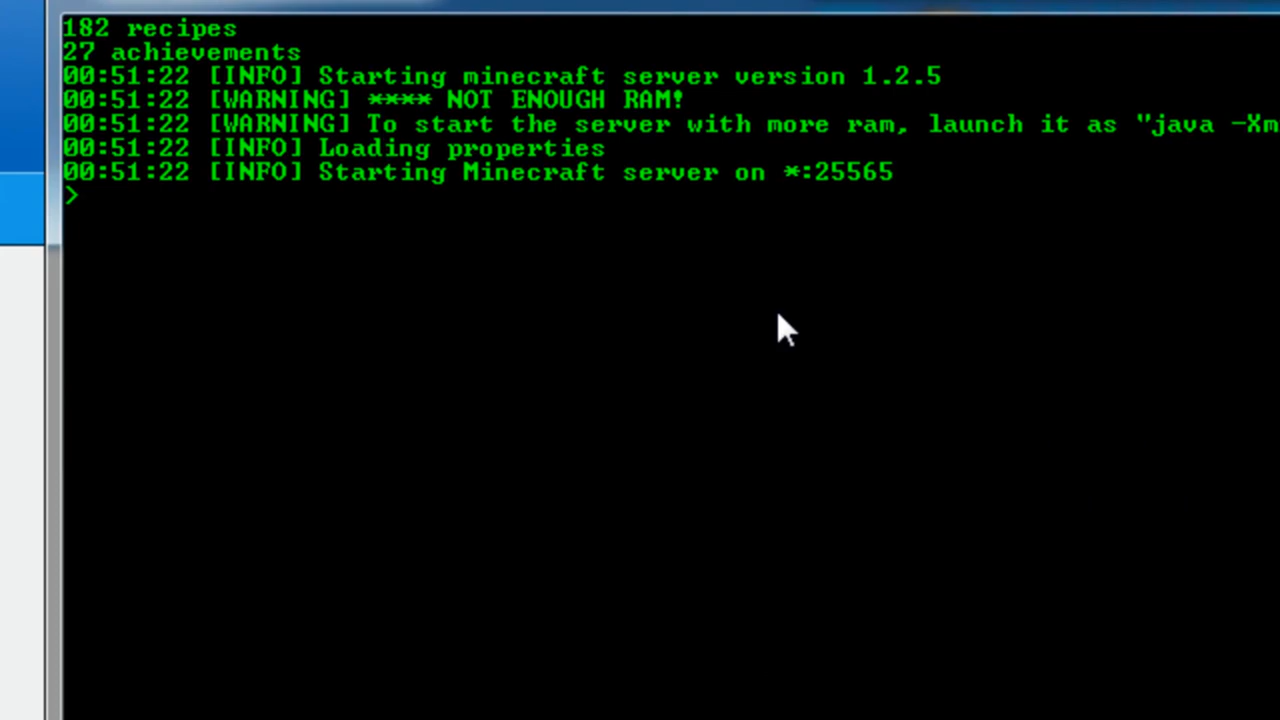 182 recipes
27 achievements
00:51:22 [INFO] Starting minecraft server version 1.2.5
00:51:22 [WARNING] **** NOT ENOUGH RAM!
00:51:22 [WARNING] To start the server with more ram, launch it as "java -Xm
00:51:22 [INFO] Loading properties
00:51:22 [INFO] Starting Minecraft server on *:25565
>